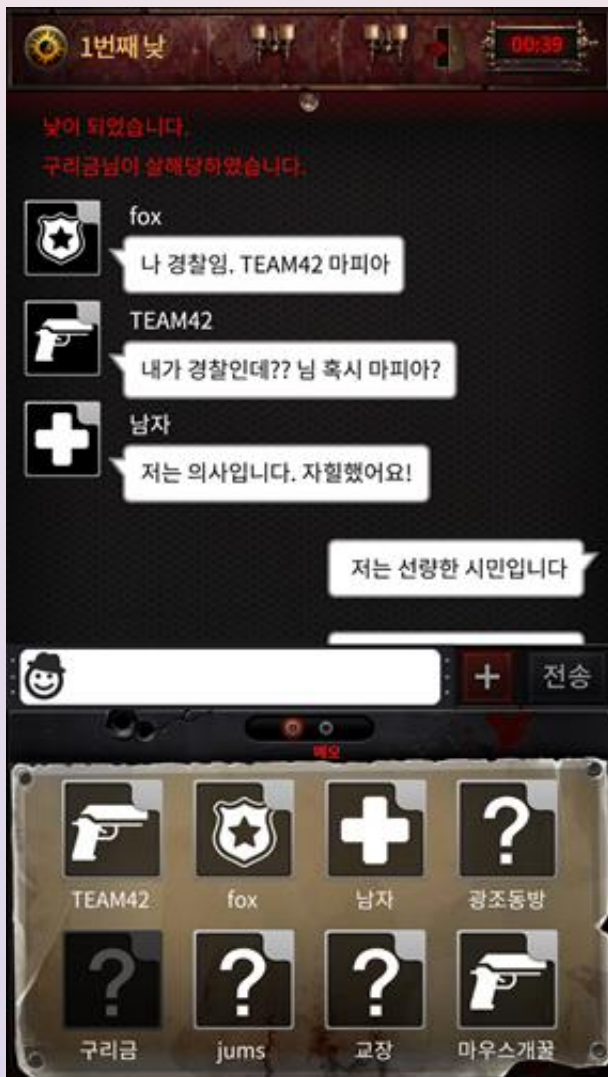 1번째 낮
00:39
낮이 되었습니다.
구리금님이 살해당하였습니다.
fox
나 경찰임. TEAM42 마피아
TEAM42
내가 경찰인데?? 님 혹시 마피아?
남자
저는 의사입니다. 자힐했어요!
저는 선량한 시민입니다
전송
메모
TEAM42 fox 남자 광조동방
구리금 jums 교장 마우스개꿀